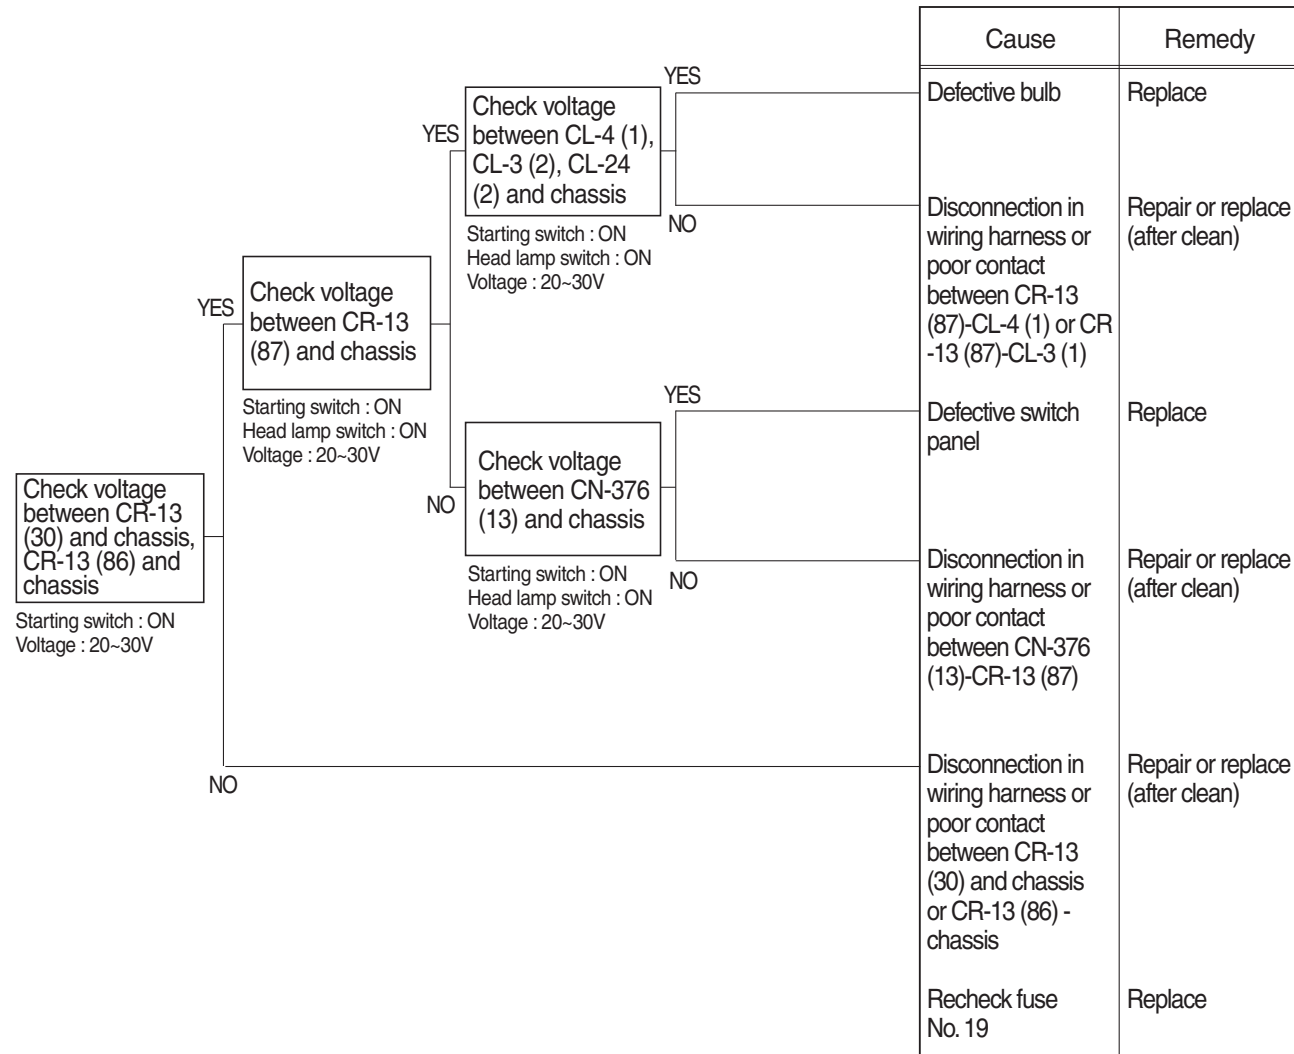 Cause
Remedy
YES
Defective bulb
Replace
Check voltage
between CL-4 (1),
CL-3 (2), CL-24
(2) and chassis
YES
Starting switch : ON
Head lamp switch : ON
Voltage : 20~30V
NO
Disconnection in
wiring harness or
poor contact
between CR-13
(87)-CL-4 (1) or CR
-13 (87)-CL-3 (1)
Repair or replace
(after clean)
YES
Check voltage
between CR-13
(87) and chassis
Starting switch : ON
Head lamp switch : ON
Voltage : 20~30V
YES
Defective switch
panel
Replace
NO
Check voltage
between CN-376
(13) and chassis
Starting switch : ON
Head lamp switch : ON
Voltage : 20~30V
NO
Disconnection in
wiring harness or
poor contact
between CN-376
(13)-CR-13 (87)
Repair or replace
(after clean)
Check voltage
between CR-13
(30) and chassis,
CR-13 (86) and
chassis
Starting switch : ON
Voltage : 20~30V
NO
Disconnection in
wiring harness or
poor contact
between CR-13
(30) and chassis
or CR-13 (86) -
chassis
Repair or replace
(after clean)
Recheck fuse
No. 19
Replace